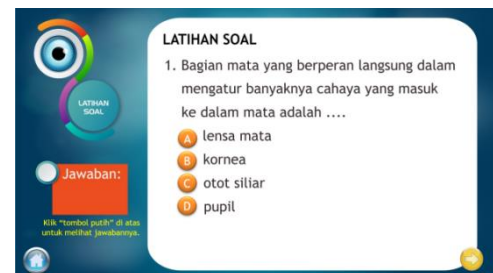 LATIHAN SOAL
1. Bagian mata yang berperan langsung dalam
mengatur banyaknya cahaya yang masuk
ke dalam mata adalah ....
A lensa mata
B kornea
C otot siliar
D pupil
LATIHAN
SOAL
Jawaban:
Klik "tombol putih" di atas
untuk melihat jawabannya.